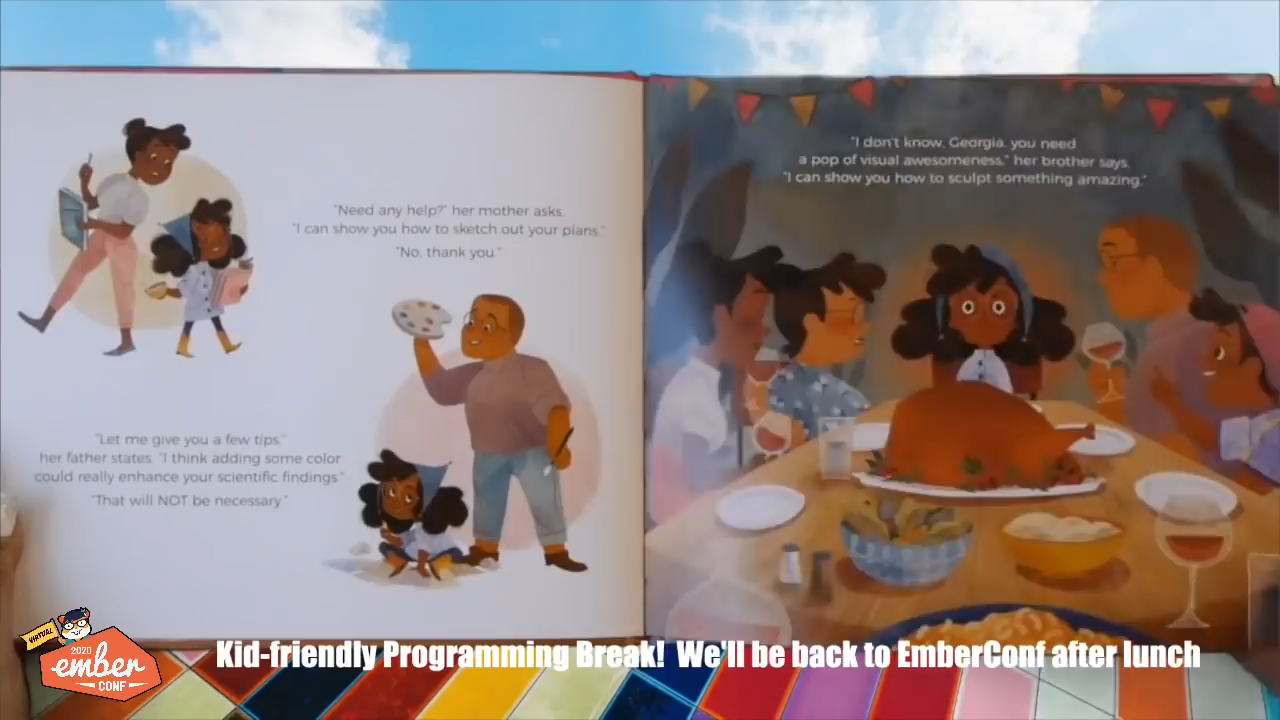 "Need any help?" her mother asks.
"I can show you how to sketch out your plans."
"No, thank you."
"Let me give you a few tips,"
her father states. "I think adding some color
could really enhance your scientific findings."
"That will NOT be necessary."
"I don't know, Georgia, you need
a pop of visual awesomeness," her brother says.
"I can show you how to sculpt something amazing."
VIRTUAL
2020
ember
CONF
Kid-friendly Programming Break! We'll be back to EmberConf after lunch